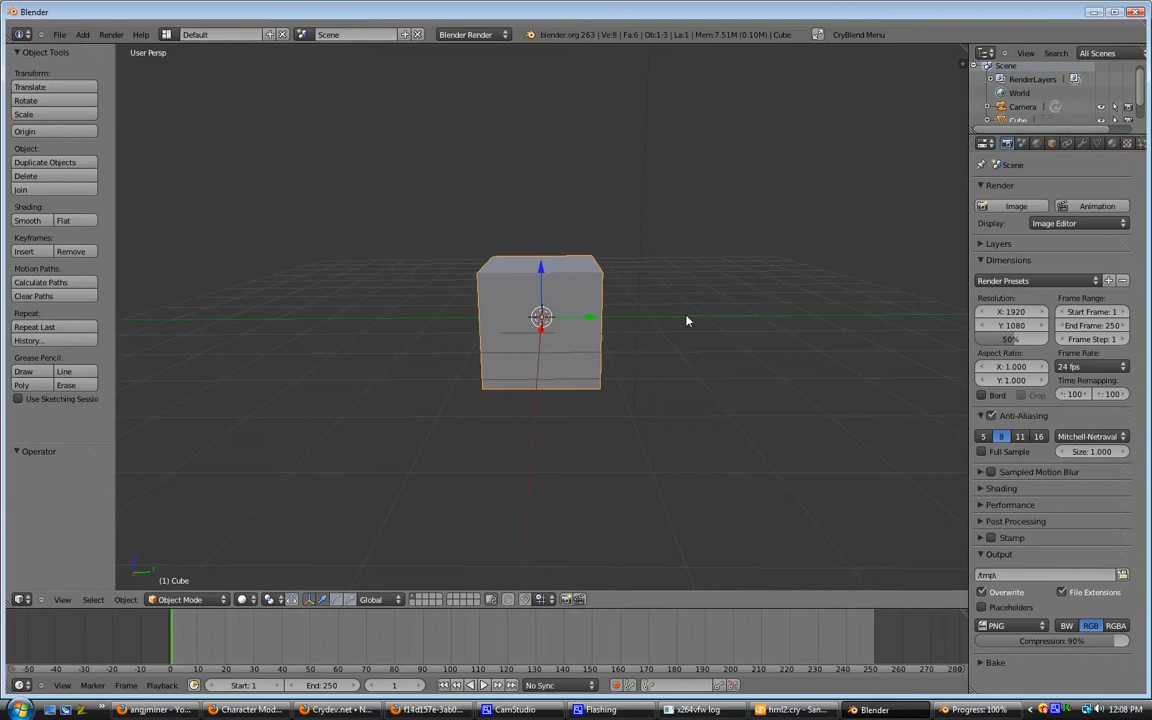 Blender
File Add Render Help Default Scene Blender Render blender.org 263 | Ve:8 | Fa:6 | Ob:1-3 | La:1 | Mem:7.51M (0.10M) | Cube CryBlend Menu
Object Tools
Transform:
Translate
Rotate
Scale
Origin
Object:
Duplicate Objects
Delete
Join
Shading:
Smooth Flat
Keyframes:
Insert Remove
Motion Paths:
Calculate Paths
Clear Paths
Repeat:
Repeat Last
History...
Grease Pencil:
Draw Line
Poly Erase
Use Sketching Sessio
Operator
User Persp
(1) Cube
View Select Object Object Mode Global
View Search All Scenes
Scene
RenderLayers
World
Camera
Cube
Scene
Render
Image Animation
Display: Image Editor
Layers
Dimensions
Render Presets
Resolution: Frame Range:
X: 1920 Start Frame: 1
Y: 1080 End Frame: 250
50% Frame Step: 1
Aspect Ratio: Frame Rate:
X: 1.000 24 fps
Y: 1.000 Time Remapping:
Bord Crop : 100 : 100
Anti-Aliasing
5 8 11 16 Mitchell-Netraval
Full Sample Size: 1.000
Sampled Motion Blur
Shading
Performance
Post Processing
Stamp
Output
/tmp\
Overwrite File Extensions
Placeholders
PNG BW RGB RGBA
Compression: 90%
Bake
-50 -40 -30 -20 -10 0 10 20 30 40 50 60 70 80 90 100 110 120 130 140 150 160 170 180 190 200 210 220 230 240 250 260 270 280
View Marker Frame Playback Start: 1 End: 250 1 No Sync
angjminer - Yo... Character Mod... Crydev.net • N... f14d157e-3ab0... CamStudio Flashing x264vfw log hml2.cry - San... Blender Progress: 100% 12:08 PM